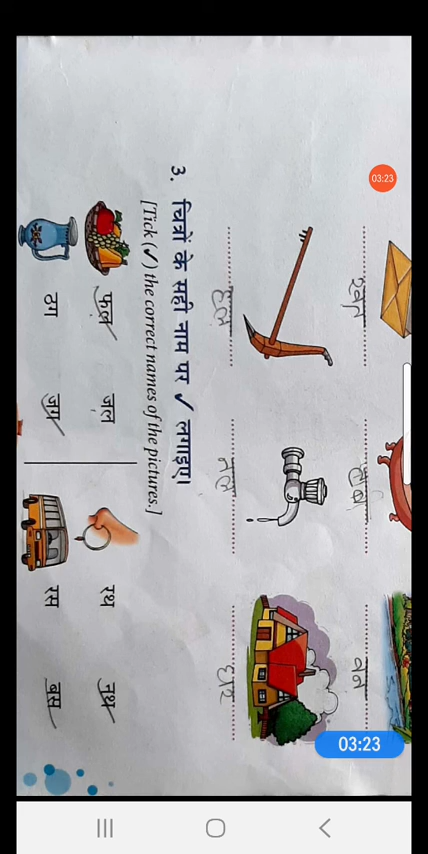 ख़त टब वन
हल नल घर
3. चित्रों के सही नाम पर ✓ लगाइए।
[Tick (✓) the correct names of the pictures.]
फल जल रथ नथ
ठग जग रस बस
03:23
03:23